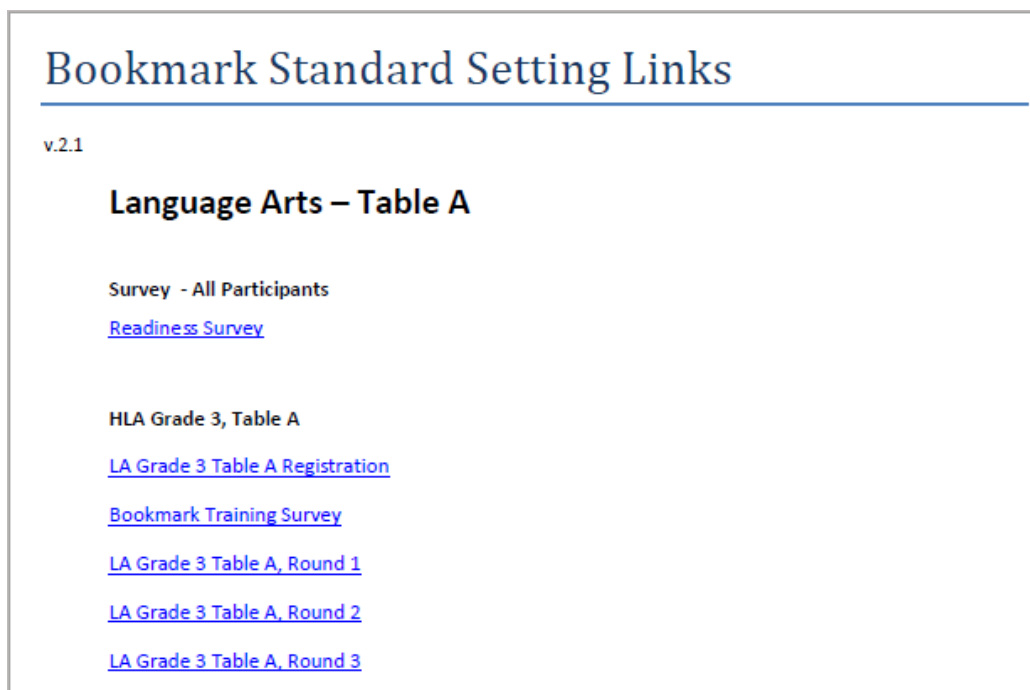 Bookmark Standard Setting Links
v.2.1
Language Arts – Table A
Survey - All Participants
Readiness Survey
HLA Grade 3, Table A
LA Grade 3 Table A Registration
Bookmark Training Survey
LA Grade 3 Table A, Round 1
LA Grade 3 Table A, Round 2
LA Grade 3 Table A, Round 3